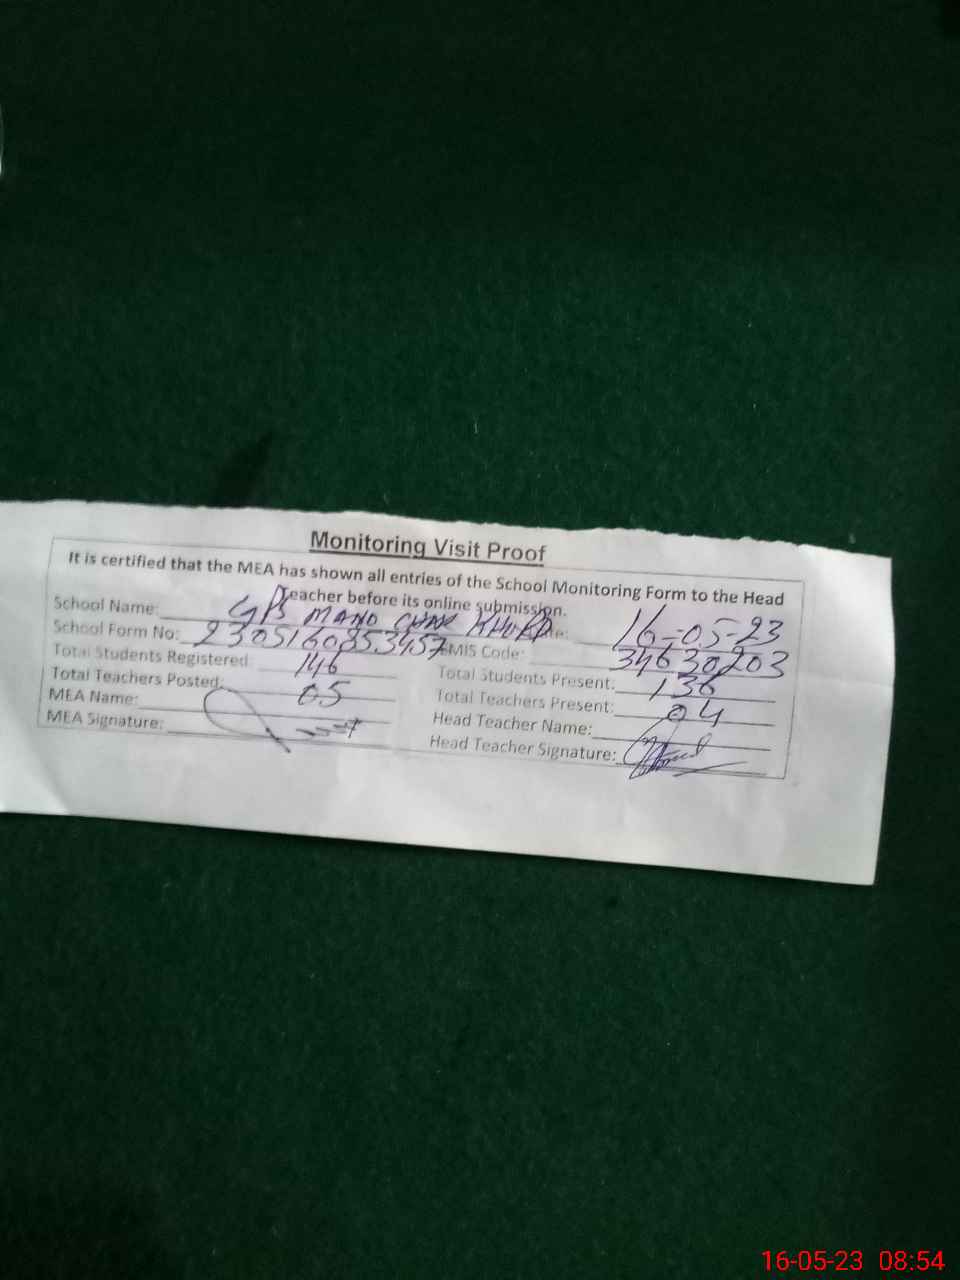 Monitoring Visit Proof
It is certified that the MEA has shown all entries of the School Monitoring Form to the Head
Teacher before its online submission.
School Name: GPS MANO CHAK KHURD Date: 16-05-23
School Form No: 230516085 3457 EMIS Code: 34630203
Total Students Registered: 146 Total Students Present: 136
Total Teachers Posted: 05 Total Teachers Present: 04
MEA Name: Head Teacher Name:
MEA Signature: Head Teacher Signature:
16-05-23 08:54